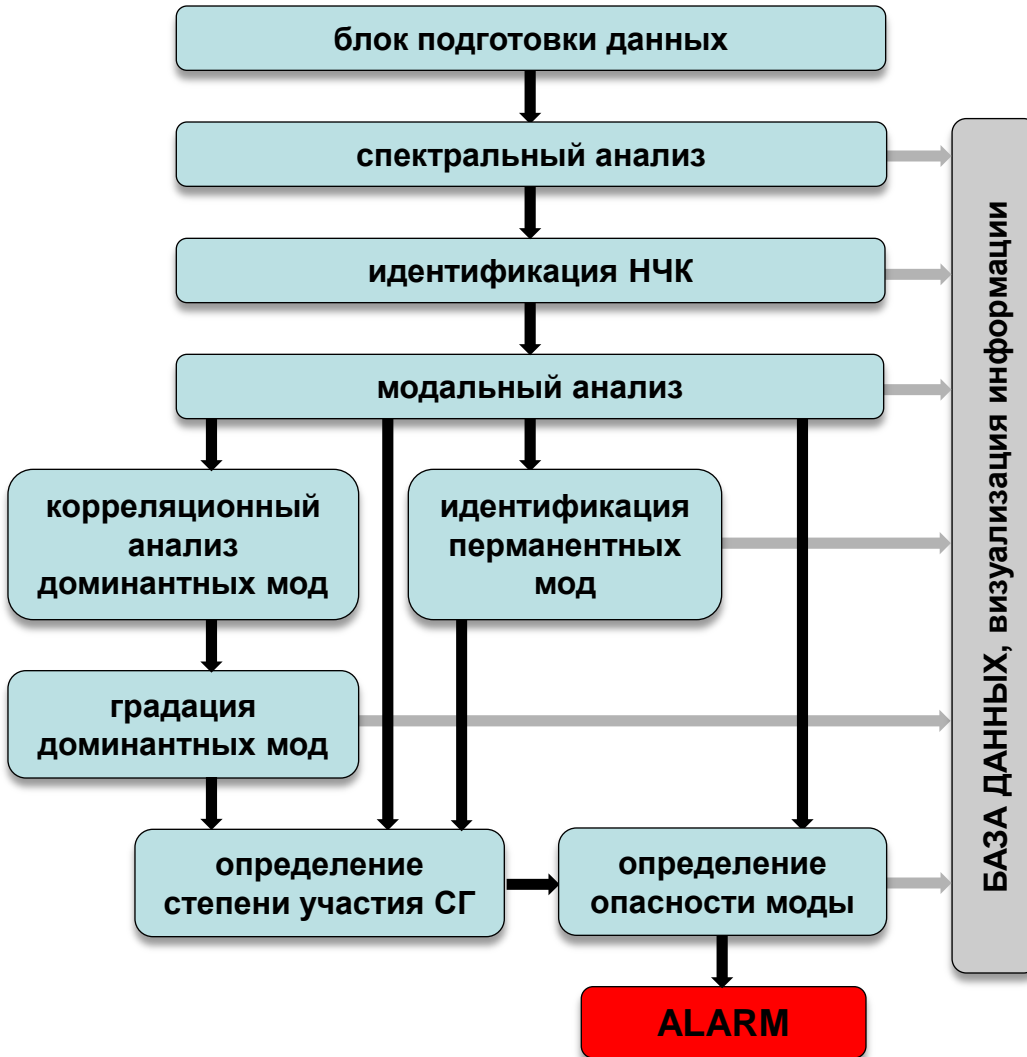 блок подготовки данных
спектральный анализ
идентификация НЧК
модальный анализ
корреляционный
анализ
доминантных мод
идентификация
перманентных
мод
градация
доминантных мод
определение
степени участия СГ
определение
опасности моды
ALARM
БАЗА ДАННЫХ, визуализация информации